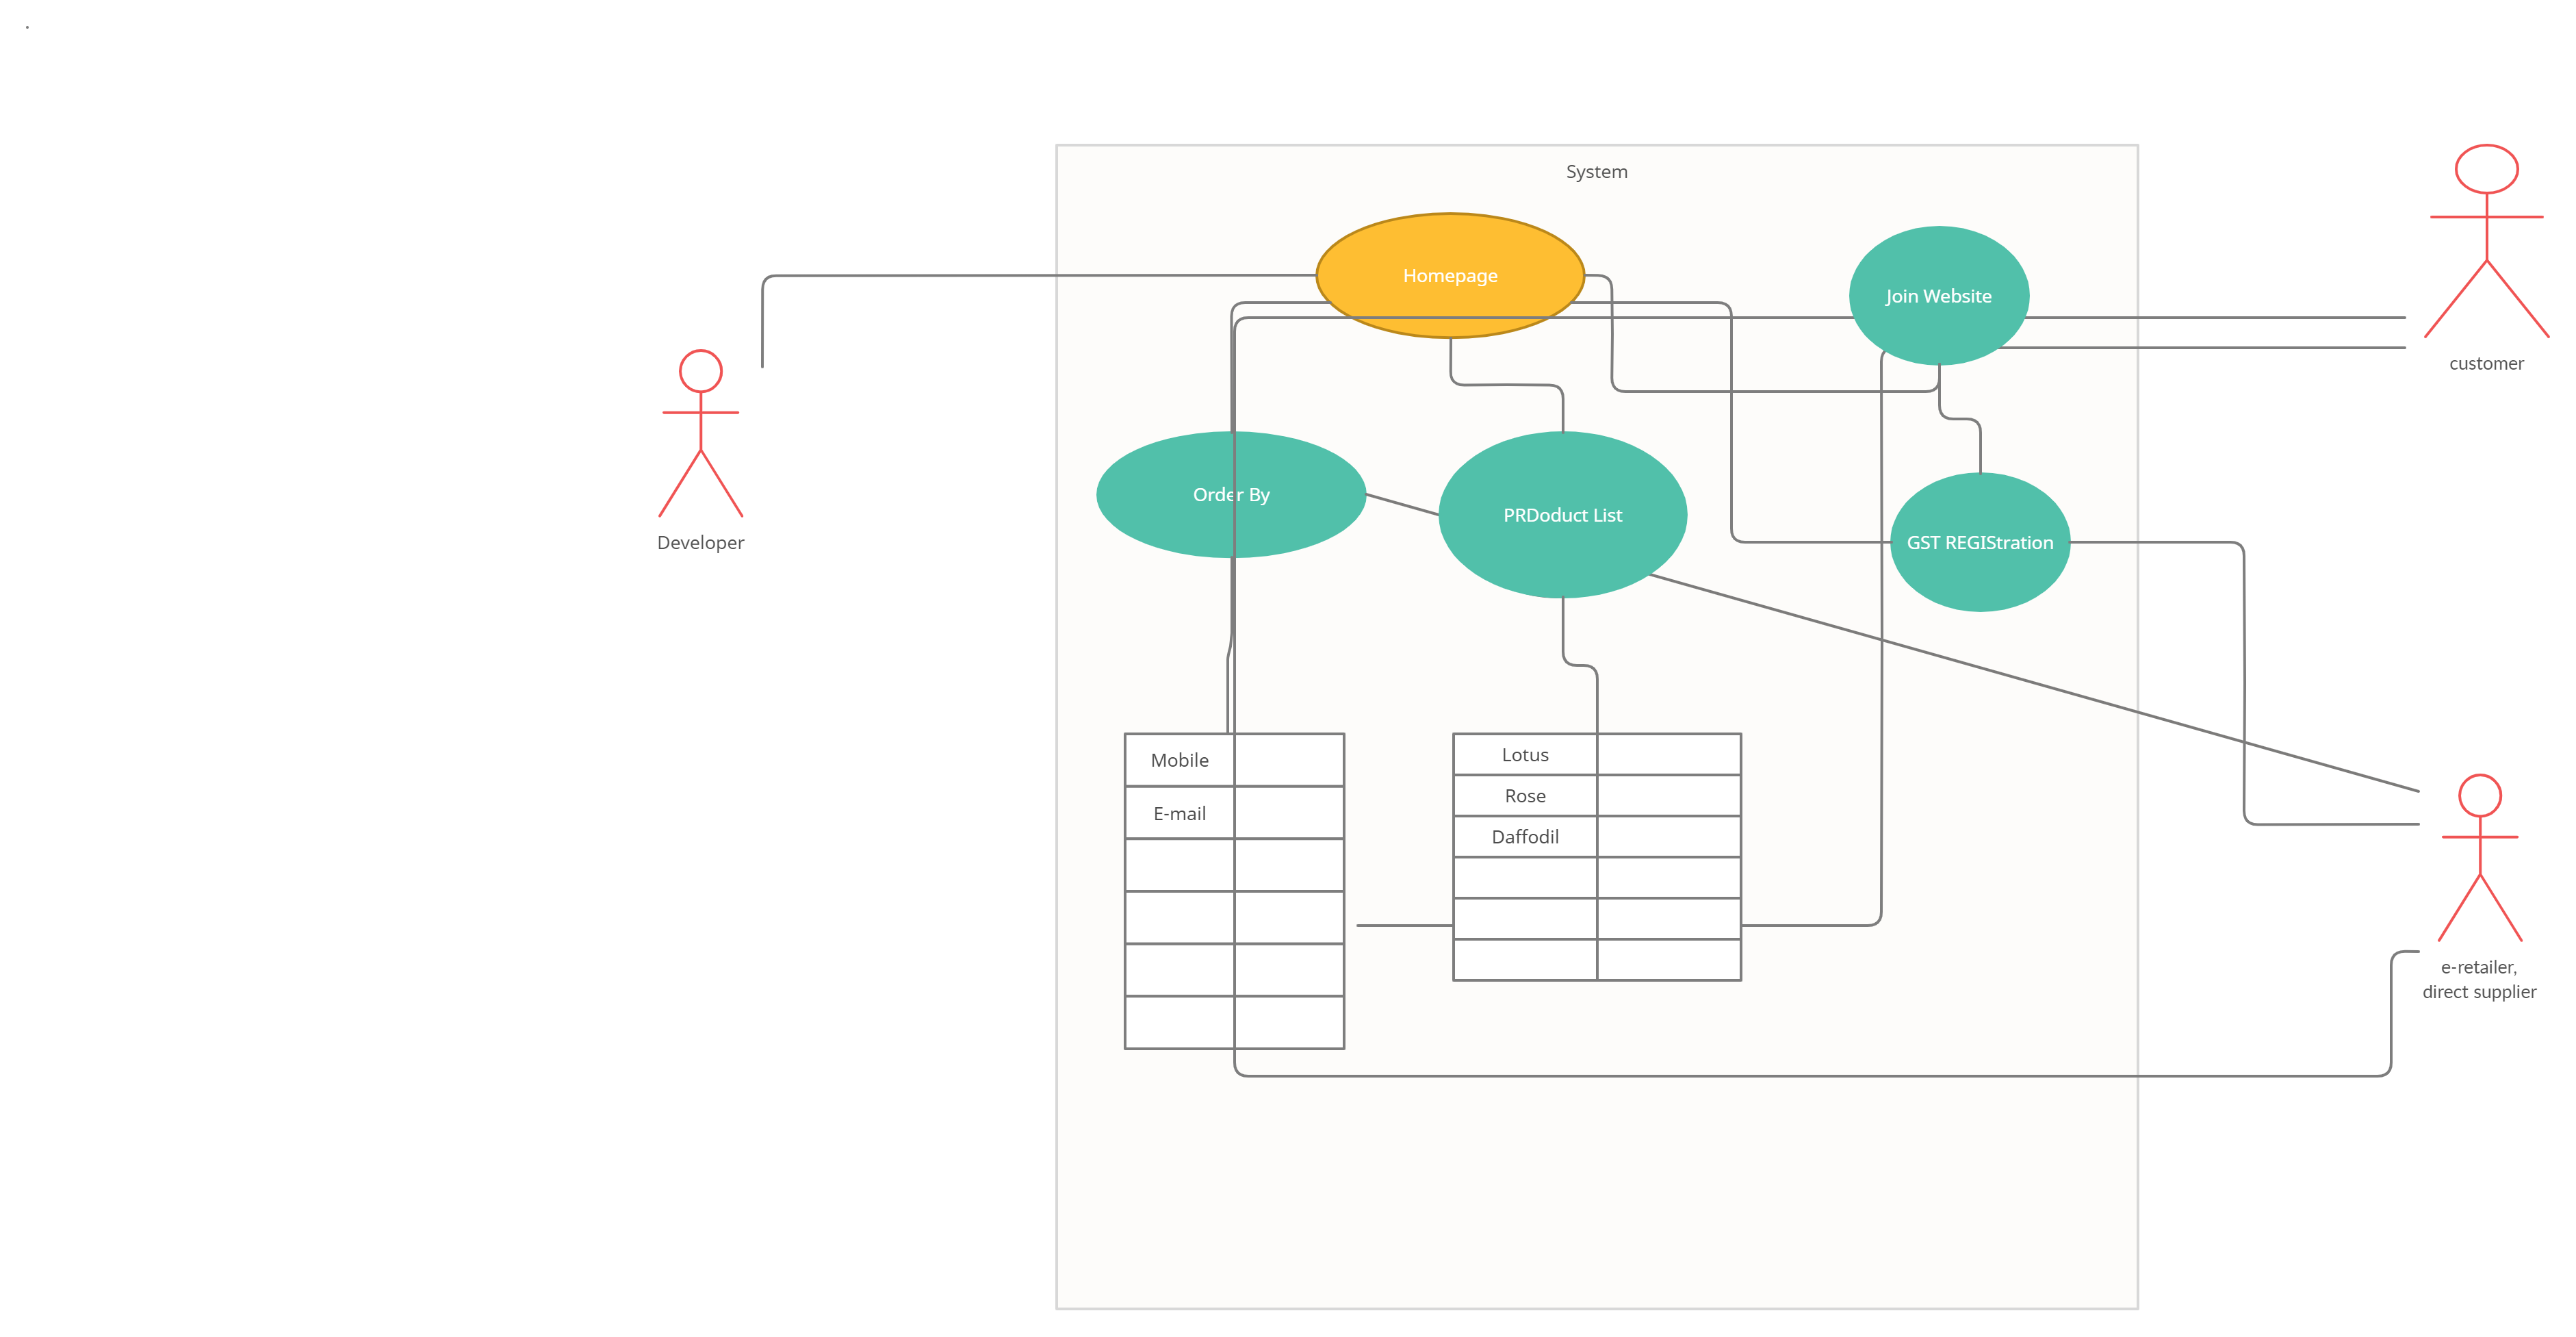 .
System
Homepage
Join Website
customer
Order By
PRDoduct List
GST REGIStration
Developer
Mobile
E-mail
Lotus
Rose
Daffodil
e-retailer,
direct supplier